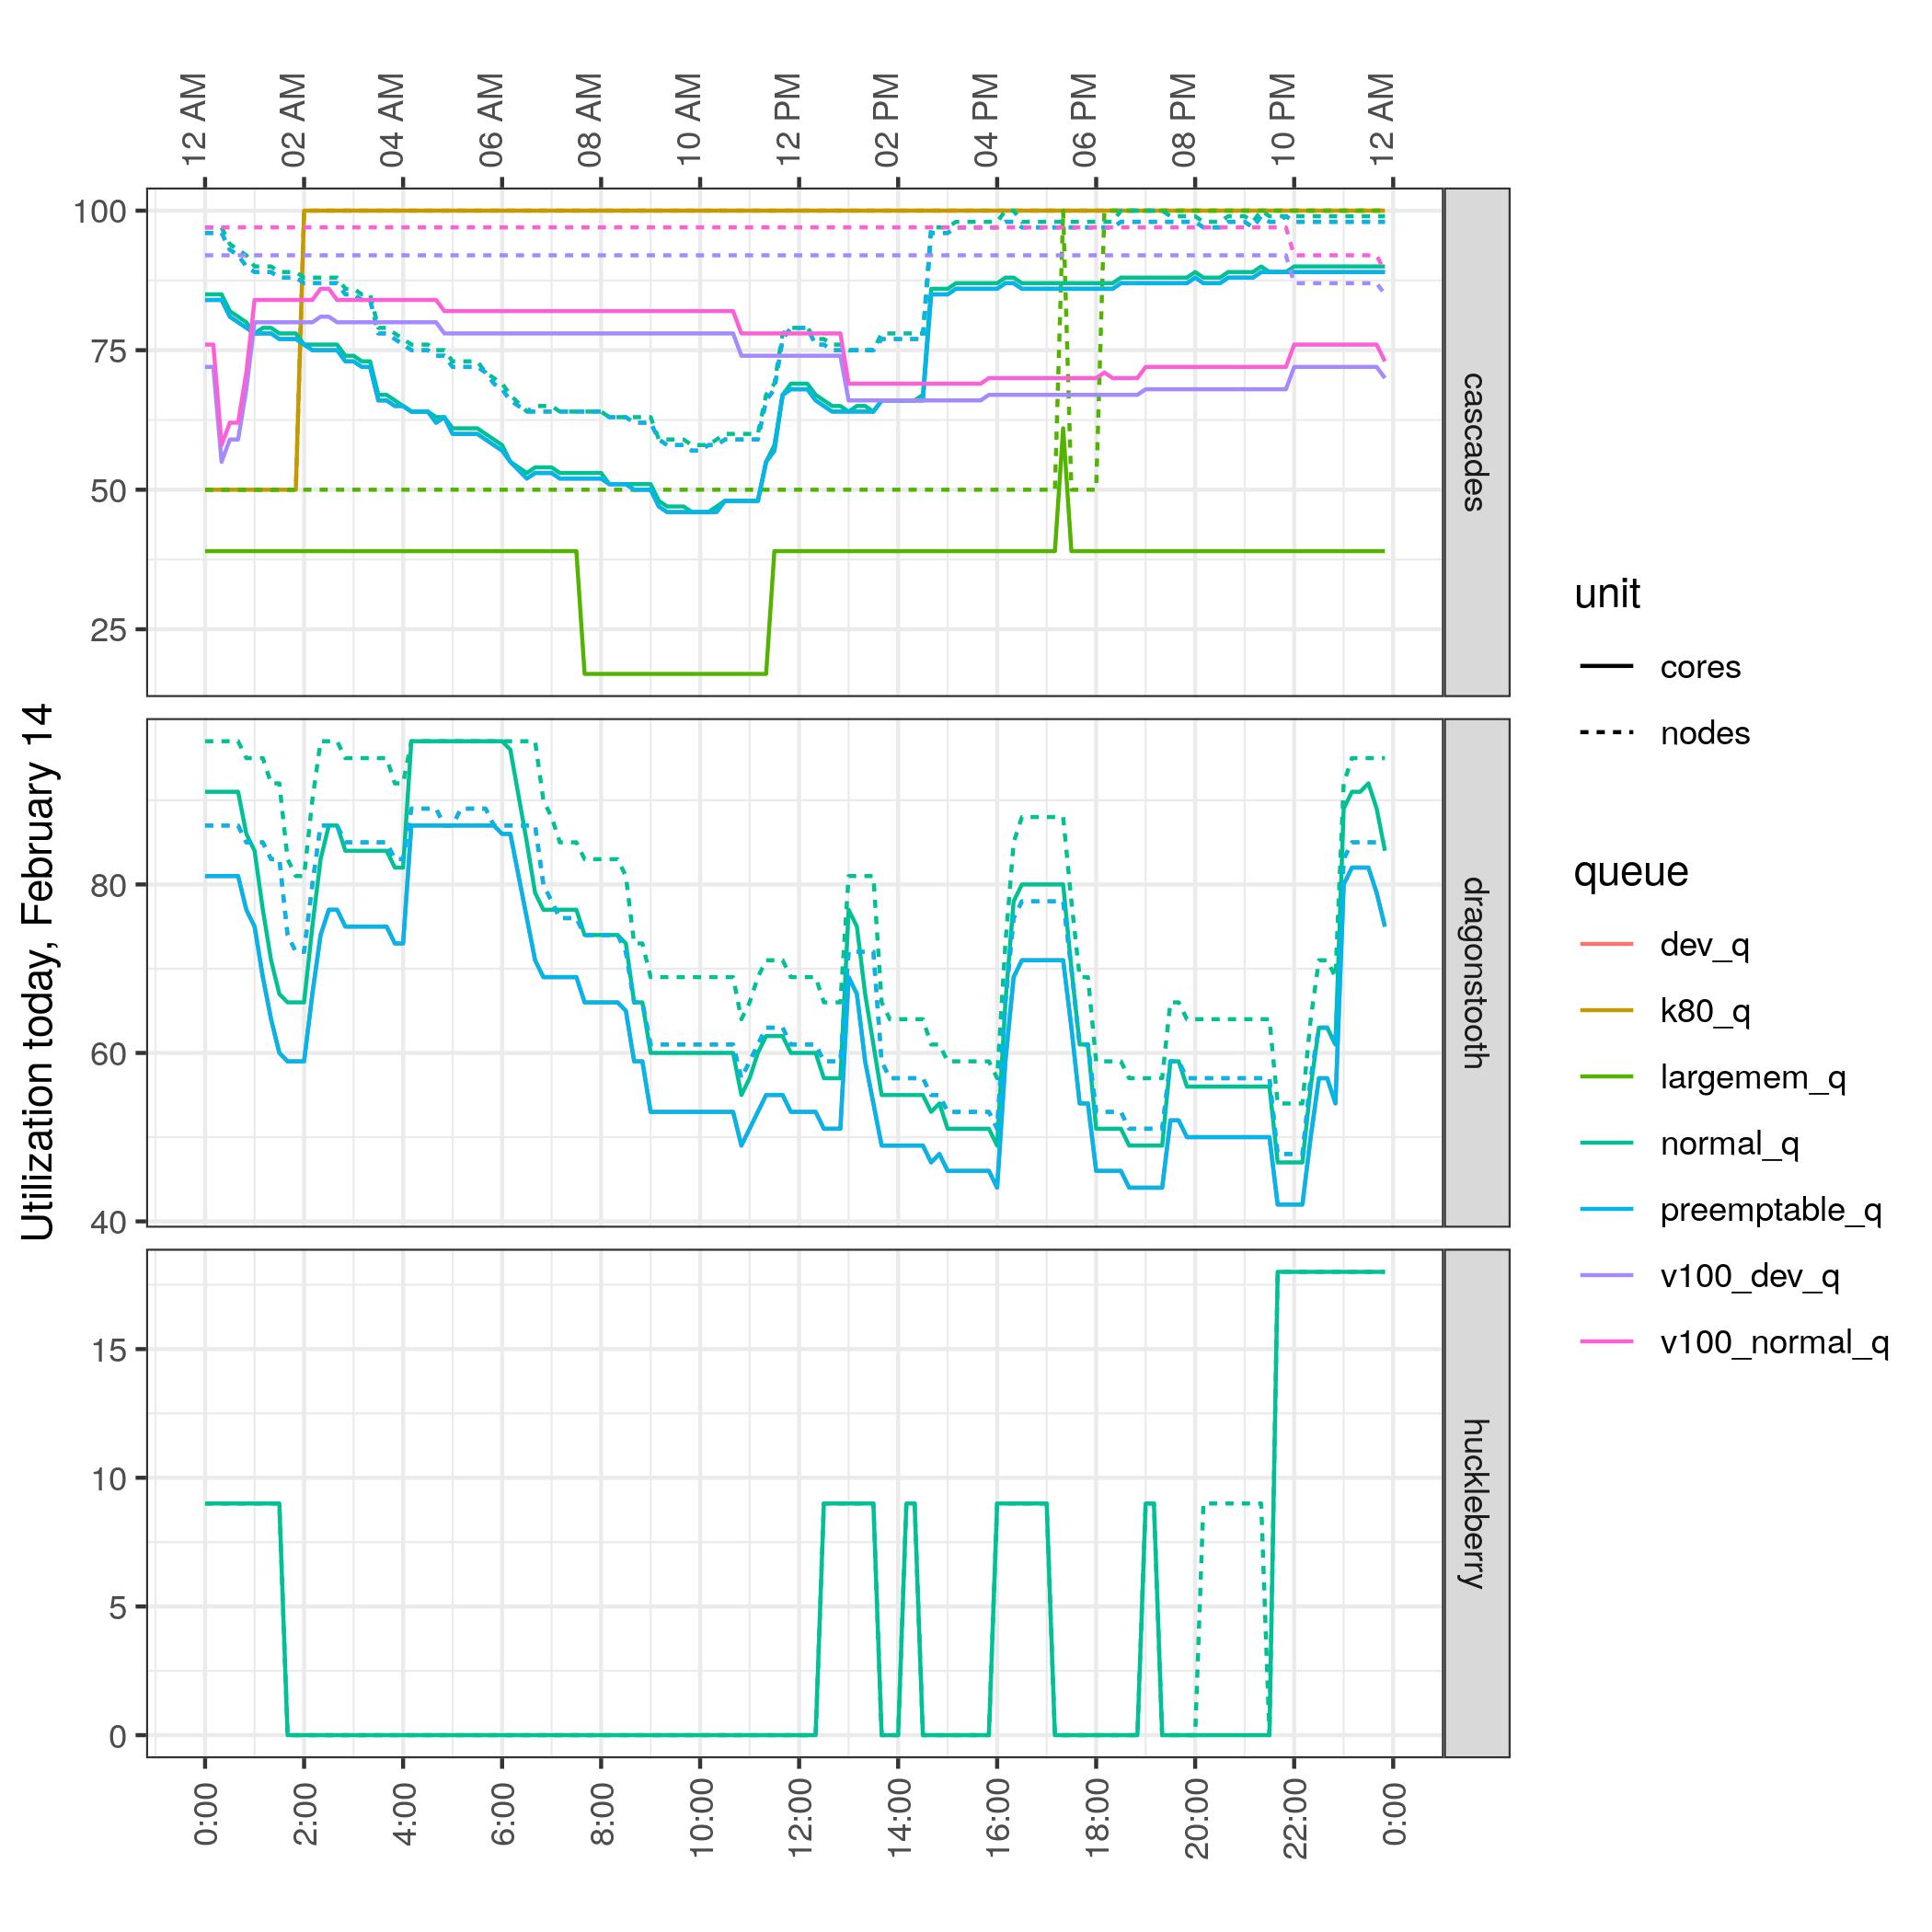 12 AM
02 AM
04 AM
06 AM
08 AM
10 AM
12 PM
02 PM
04 PM
06 PM
08 PM
10 PM
12 AM
Utilization today, February 14
100
75
50
25
cascades
80
60
40
dragonstooth
15
10
5
0
huckleberry
0:00
2:00
4:00
6:00
8:00
10:00
12:00
14:00
16:00
18:00
20:00
22:00
0:00
unit
cores
nodes
queue
dev_q
k80_q
largemem_q
normal_q
preemptable_q
v100_dev_q
v100_normal_q